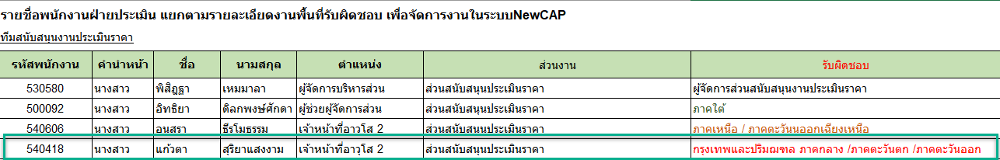 รายชื่อพนักงานฝ่ายประเมิน แยกตามรายละเอียดงานพื้นที่รับผิดชอบ เพื่อจัดการงานในระบบNewCAP
ทีมสนับสนุนงานประเมินราคา
รหัสพนักงาน คำนำหน้า ชื่อ นามสกุล ตำแหน่ง ส่วนงาน รับผิดชอบ
530580 นางสาว พิสิฎฐา เหมมาลา ผู้จัดการบริหารส่วน ส่วนสนับสนุนประเมินราคา ผู้จัดการส่วนสนับสนุนงานประเมินราคา
500092 นางสาว อิทธิยา ดิลกพงษ์ศักดา ผู้ช่วยผู้จัดการส่วน ส่วนสนับสนุนประเมินราคา ภาคใต้
540606 นางสาว อนสรา ธีรโมธรรม เจ้าหน้าที่อาวุโส 2 ส่วนสนับสนุนประเมินราคา ภาคเหนือ / ภาคตะวันนออกเฉียงเหนือ
540418 นางสาว แก้วตา สุริยาแสงงาม เจ้าหน้าที่อาวุโส 2 ส่วนสนับสนุนประเมินราคา กรุงเทพและปริมฌฑล ภาคกลาง /ภาคตะวันตก /ภาคตะวันออก